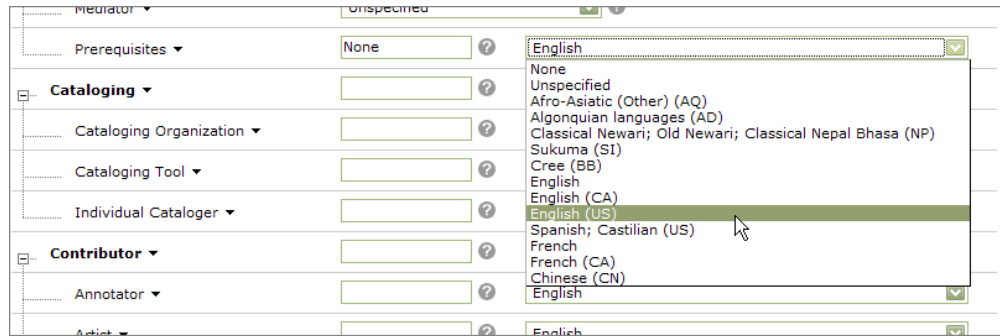 Mediator Unspecified
Prerequisites None English
None
Unspecified
Afro-Asiatic (Other) (AQ)
Algonquian languages (AD)
Classical Newari; Old Newari; Classical Nepal Bhasa (NP)
Sukuma (SI)
Cree (BB)
English
English (CA)
English (US)
Spanish; Castilian (US)
French
French (CA)
Chinese (CN)
Cataloging
Cataloging Organization
Cataloging Tool
Individual Cataloger
Contributor
Annotator English
Artist English